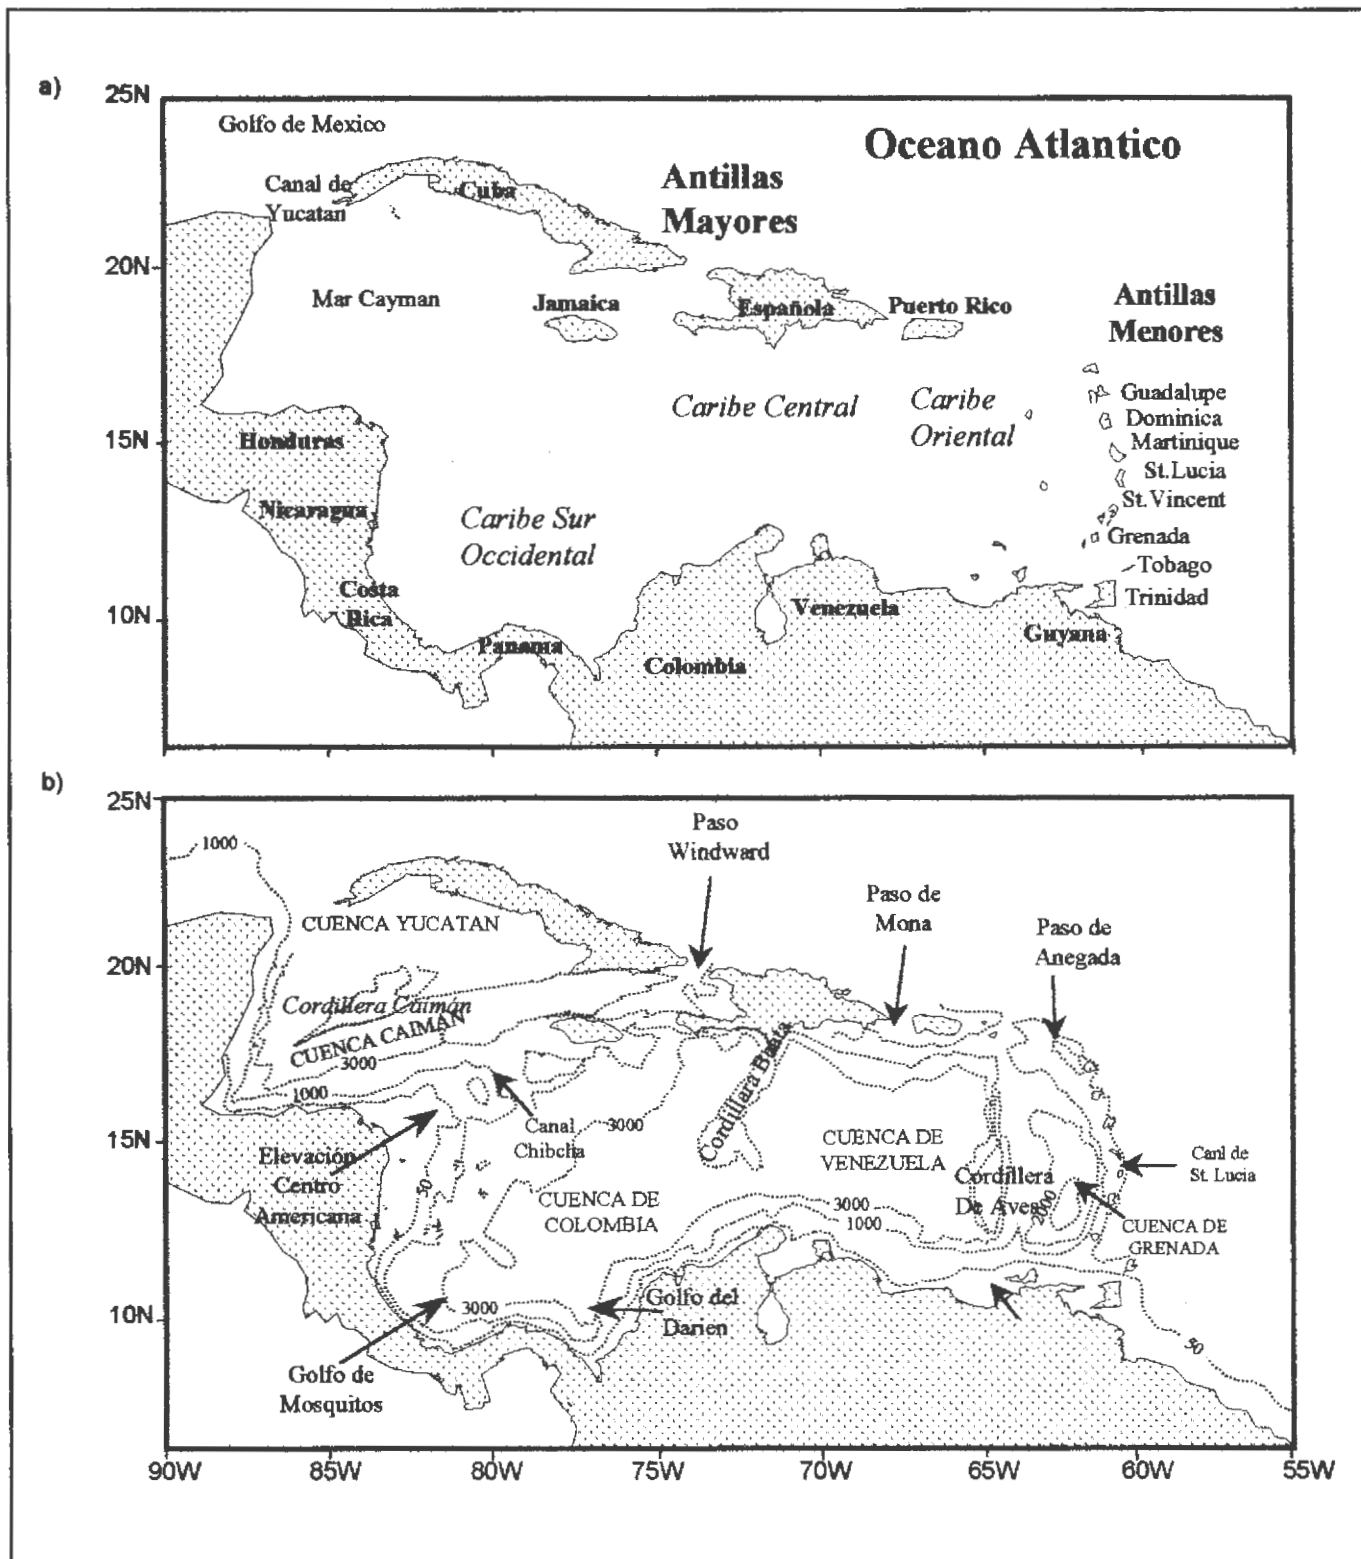 a)
25N
Golfo de Mexico
Oceano Atlantico
Canal de
Yucatan
Cuba
Antillas
Mayores
20N
Mar Cayman
Jamaica
Española
Puerto Rico
Antillas
Menores
Caribe Central
Caribe
Oriental
Guadalupe
Dominica
15N
Honduras
Martinique
St.Lucia
Nicaragua
Caribe Sur
Occidental
St.Vincent
Grenada
Tobago
Costa
Rica
Venezuela
Trinidad
10N
Panama
Colombia
Guyana
b)
25N
Paso
Windward
1000
Paso de
Mona
Paso de
Anegada
CUENCA YUCATAN
20N
Cordillera Caimán
CUENCA CAIMAN
3000
1000
Cordillara Baata
Canal
Chibcha
3000
15N
Elevación
Centro
Americana
50
CUENCA DE
VENEZUELA
Canl de
St. Lucia
Cordillera
De Aves
2000
CUENCA DE
COLOMBIA
3000
1000
CUENCA DE
GRENADA
10N
3000
Golfo del
Darien
50
Golfo de
Mosquitos
90W
85W
80W
75W
70W
65W
60W
55W